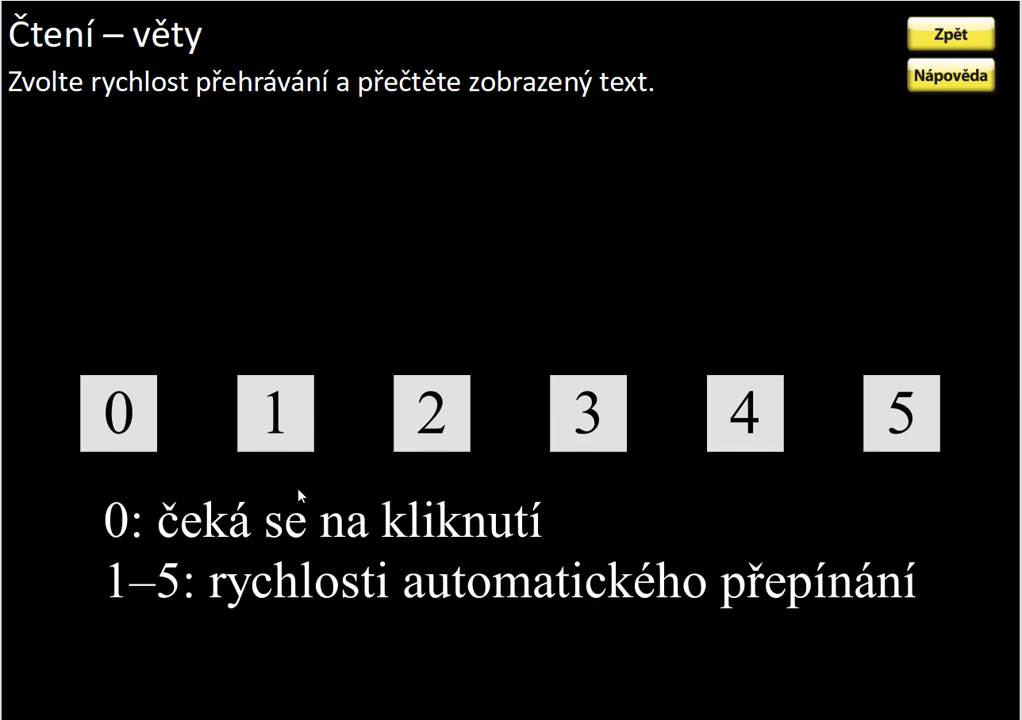 Čtení – věty
Zpět
Zvolte rychlost přehrávání a přečtěte zobrazený text.
Nápověda
0 1 2 3 4 5
0: čeká se na kliknutí
1–5: rychlosti automatického přepínání